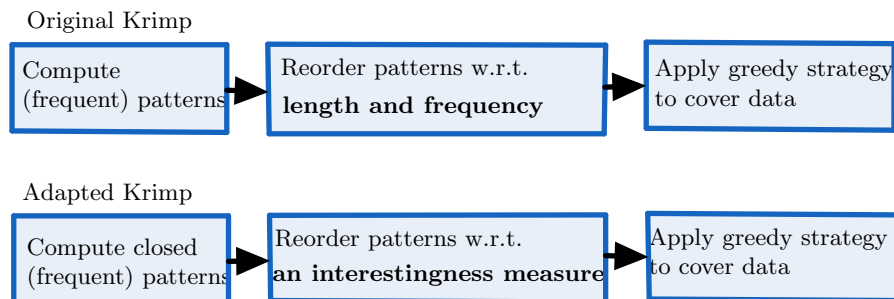 Original Krimp
Compute
(frequent) patterns
Reorder patterns w.r.t.
length and frequency
Apply greedy strategy
to cover data
Adapted Krimp
Compute closed
(frequent) patterns
Reorder patterns w.r.t.
an interestingness measure
Apply greedy strategy
to cover data